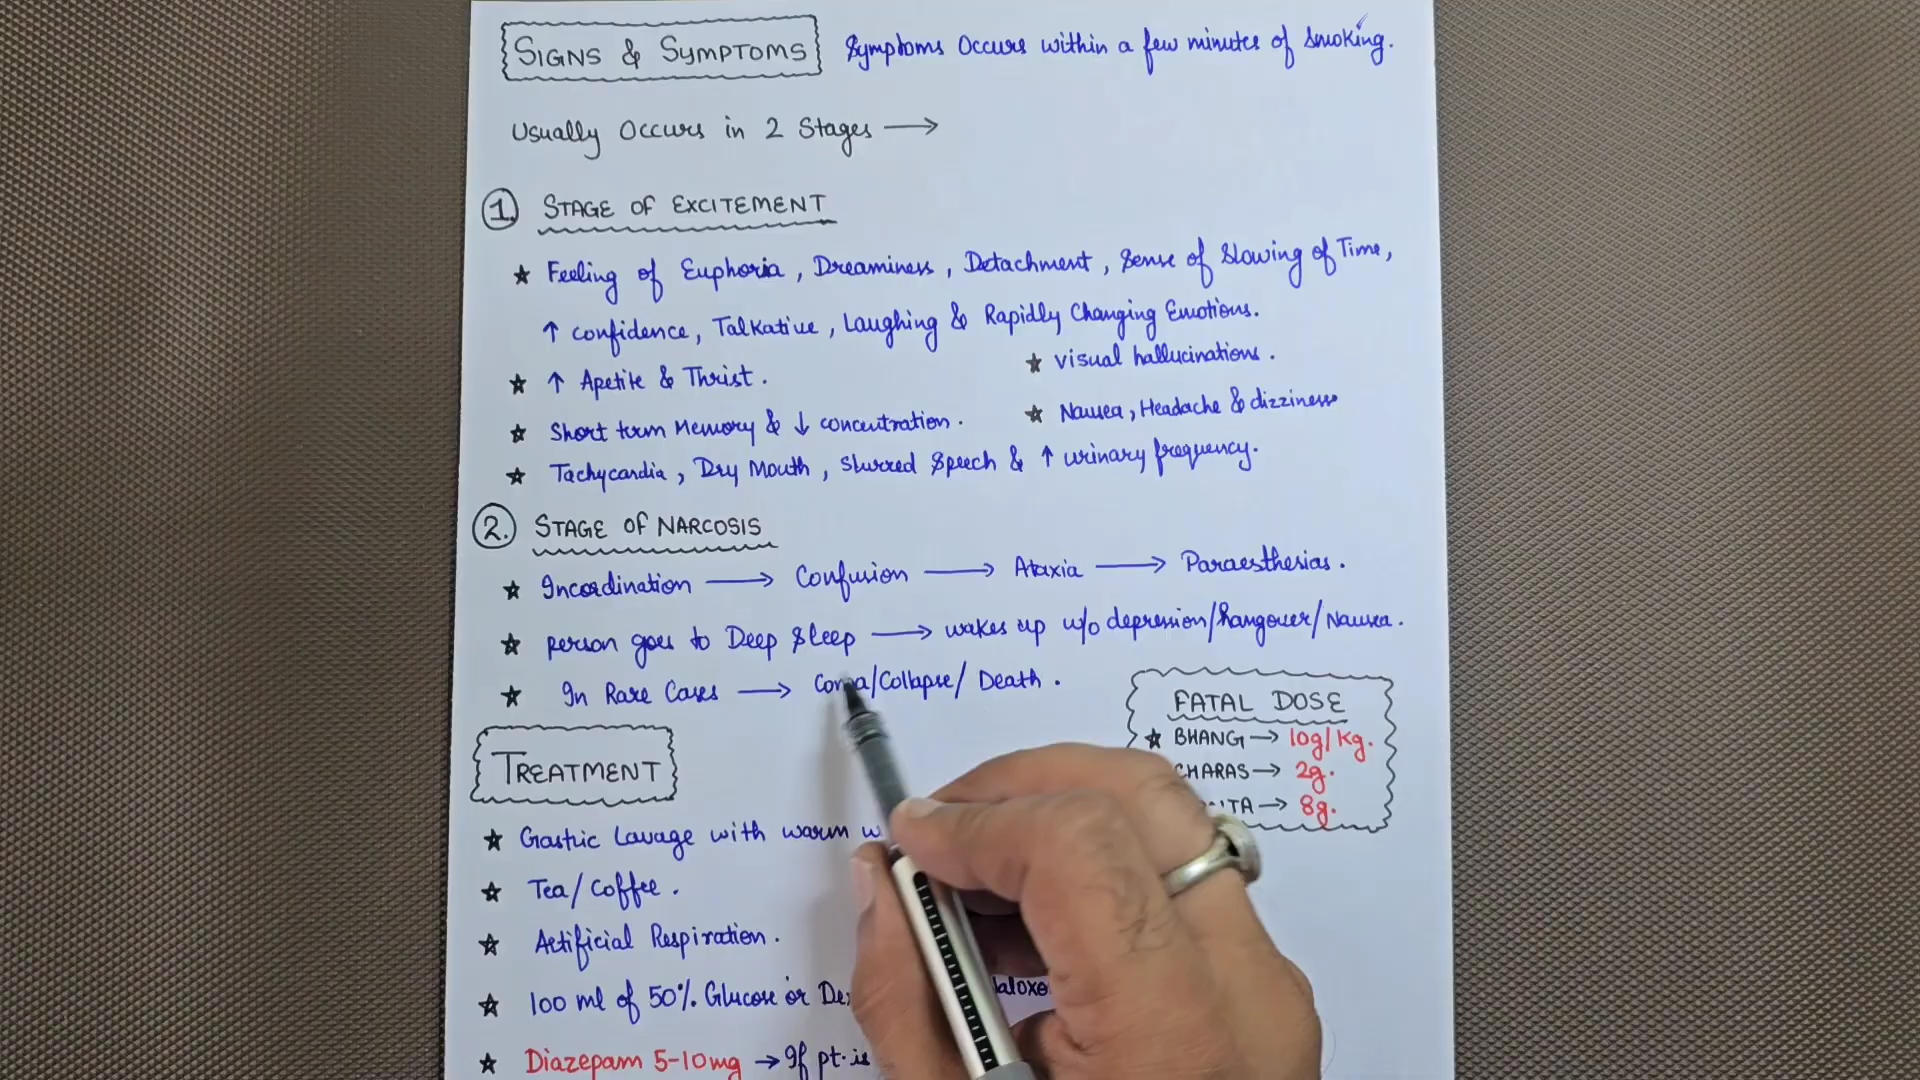 SIGNS & SYMPTOMS Symptoms Occurs within a few minutes of smoking.
Usually Occurs in 2 Stages →
1. STAGE OF EXCITEMENT
★ Feeling of Euphoria, Dreaminess, Detachment, Sense of Slowing of Time,
↑ confidence, Talkative, Laughing & Rapidly Changing Emotions.
★ ↑ Apetite & Thrist.
★ visual hallucinations.
★ Short term Memory & ↓ concentration.
★ Nausea, Headache & dizziness
★ Tachycardia, Dry Mouth, Slurred Speech & ↑ urinary frequency.
2. STAGE OF NARCOSIS
★ Incordination → Confusion → Ataxia → Paraesthesias.
★ person goes to Deep Sleep → wakes up w/o depression/hangover/Nausea.
★ In Rare Cases → Coma/Collapse/Death.
FATAL DOSE
★ BHANG → 10g/Kg.
CHARAS → 2g.
→ 8g.
TREATMENT
★ Gastric Lavage with warm
★ Tea/Coffee.
★ Artificial Respiration.
★ 100 ml of 50% Glucose or
★ Diazepam 5-10mg → If pt. is